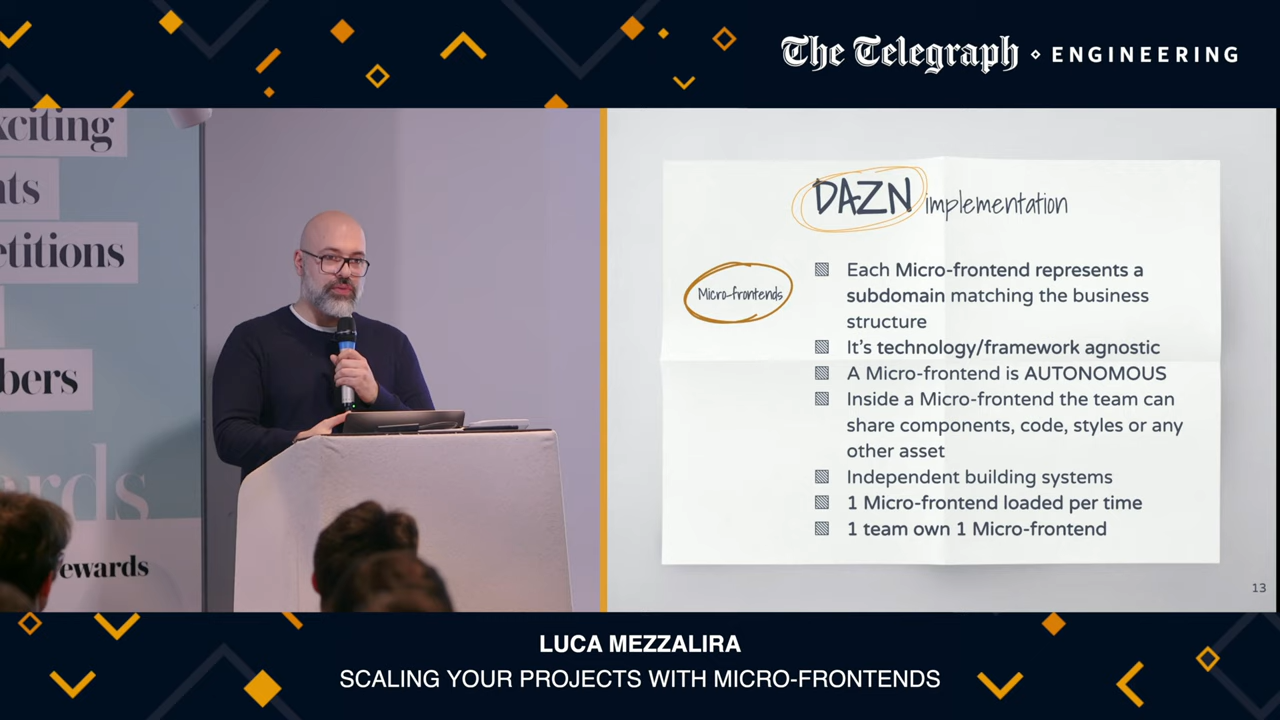 The Telegraph ENGINEERING
xciting
nts
etitions
bers
ards
ewards
DAZN implementation
Micro-frontends
Each Micro-frontend represents a
subdomain matching the business
structure
It's technology/framework agnostic
A Micro-frontend is AUTONOMOUS
Inside a Micro-frontend the team can
share components, code, styles or any
other asset
Independent building systems
1 Micro-frontend loaded per time
1 team own 1 Micro-frontend
13
LUCA MEZZALIRA
SCALING YOUR PROJECTS WITH MICRO-FRONTENDS